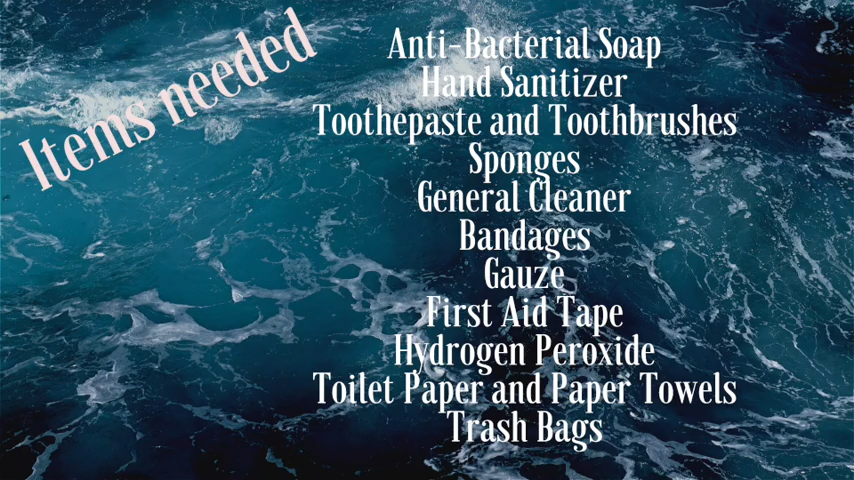 Items needed
Anti-Bacterial Soap
Hand Sanitizer
Toothepaste and Toothbrushes
Sponges
General Cleaner
Bandages
Gauze
First Aid Tape
Hydrogen Peroxide
Toilet Paper and Paper Towels
Trash Bags